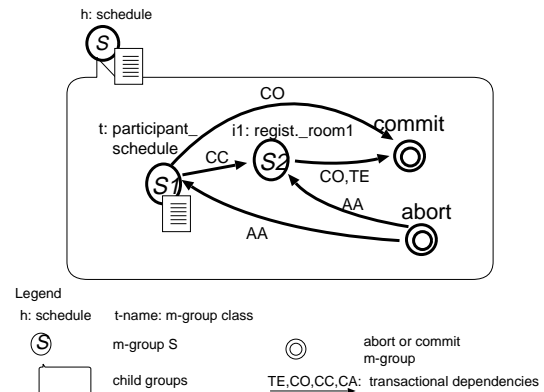 h: schedule
S
CO
t: participant_
schedule
i1: regist._room1
commit
CC
S1
S2
CO,TE
AA
abort
AA
Legend
h: schedule t-name: m-group class
S m-group S
abort or commit
m-group
child groups
TE,CO,CC,CA: transactional dependencies